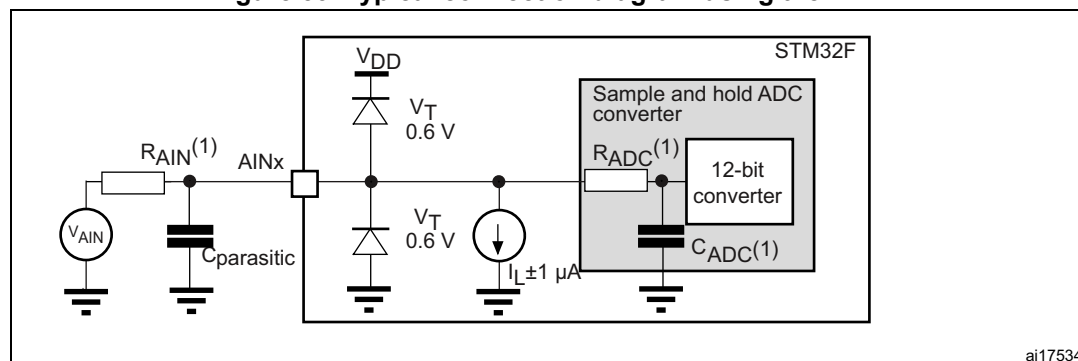 STM32F
VDD
VT
0.6 V
Sample and hold ADC
converter
RAIN(1)
AINx
RADC(1)
12-bit
converter
VAIN
Cparasitic
VT
0.6 V
IL±1 µA
CADC(1)
ai17534